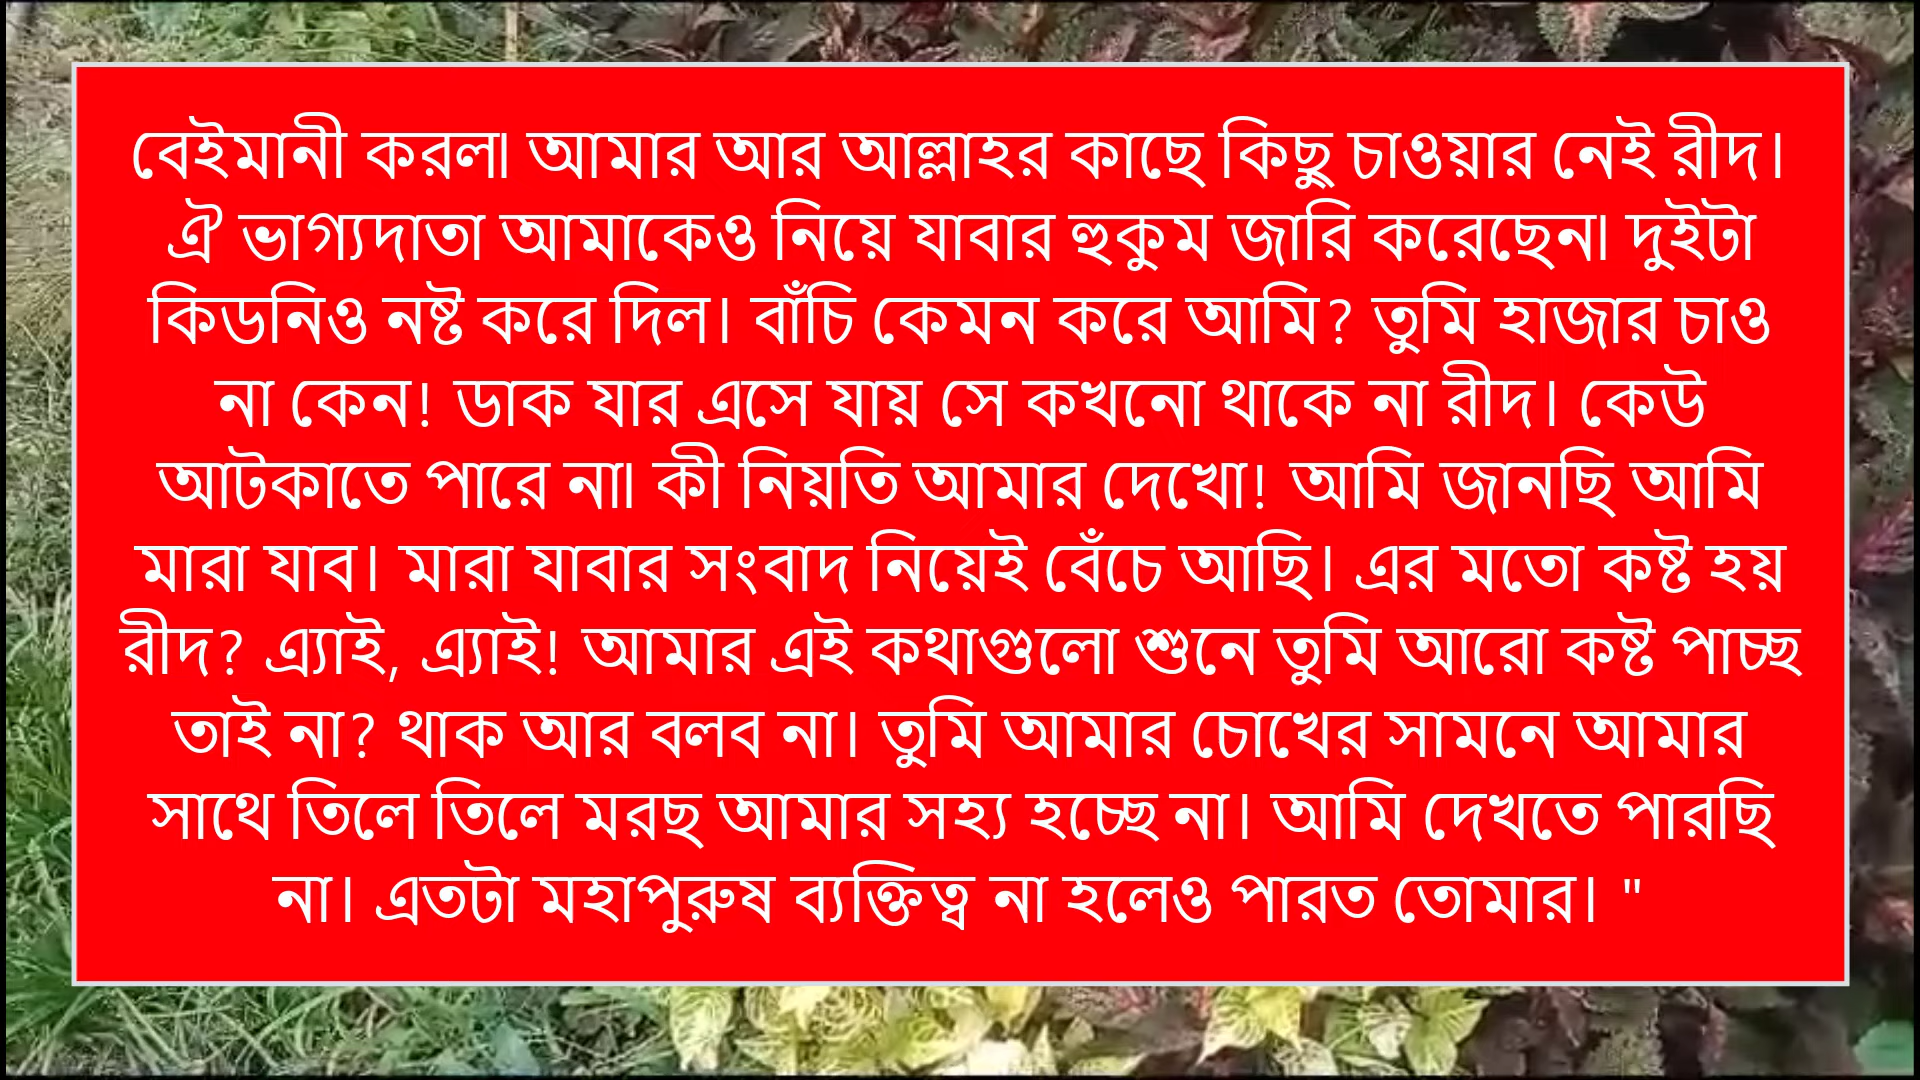 বেইমানী করল৷ আমার আর আল্লাহর কাছে কিছু চাওয়ার নেই রীদ।
ঐ ভাগ্যদাতা আমাকেও নিয়ে যাবার হুকুম জারি করেছেন৷ দুইটা
কিডনিও নষ্ট করে দিল। বাঁচি কেমন করে আমি? তুমি হাজার চাও
না কেন! ডাক যার এসে যায় সে কখনো থাকে না রীদ। কেউ
আটকাতে পারে না৷ কী নিয়তি আমার দেখো! আমি জানছি আমি
মারা যাব। মারা যাবার সংবাদ নিয়েই বেঁচে আছি। এর মতো কষ্ট হয়
রীদ? এ্যাই, এ্যাই! আমার এই কথাগুলো শুনে তুমি আরো কষ্ট পাচ্ছ
তাই না? থাক আর বলব না। তুমি আমার চোখের সামনে আমার
সাথে তিলে তিলে মরছ আমার সহ্য হচ্ছে না। আমি দেখতে পারছি
না। এতটা মহাপুরুষ ব্যক্তিত্ব না হলেও পারত তোমার। "